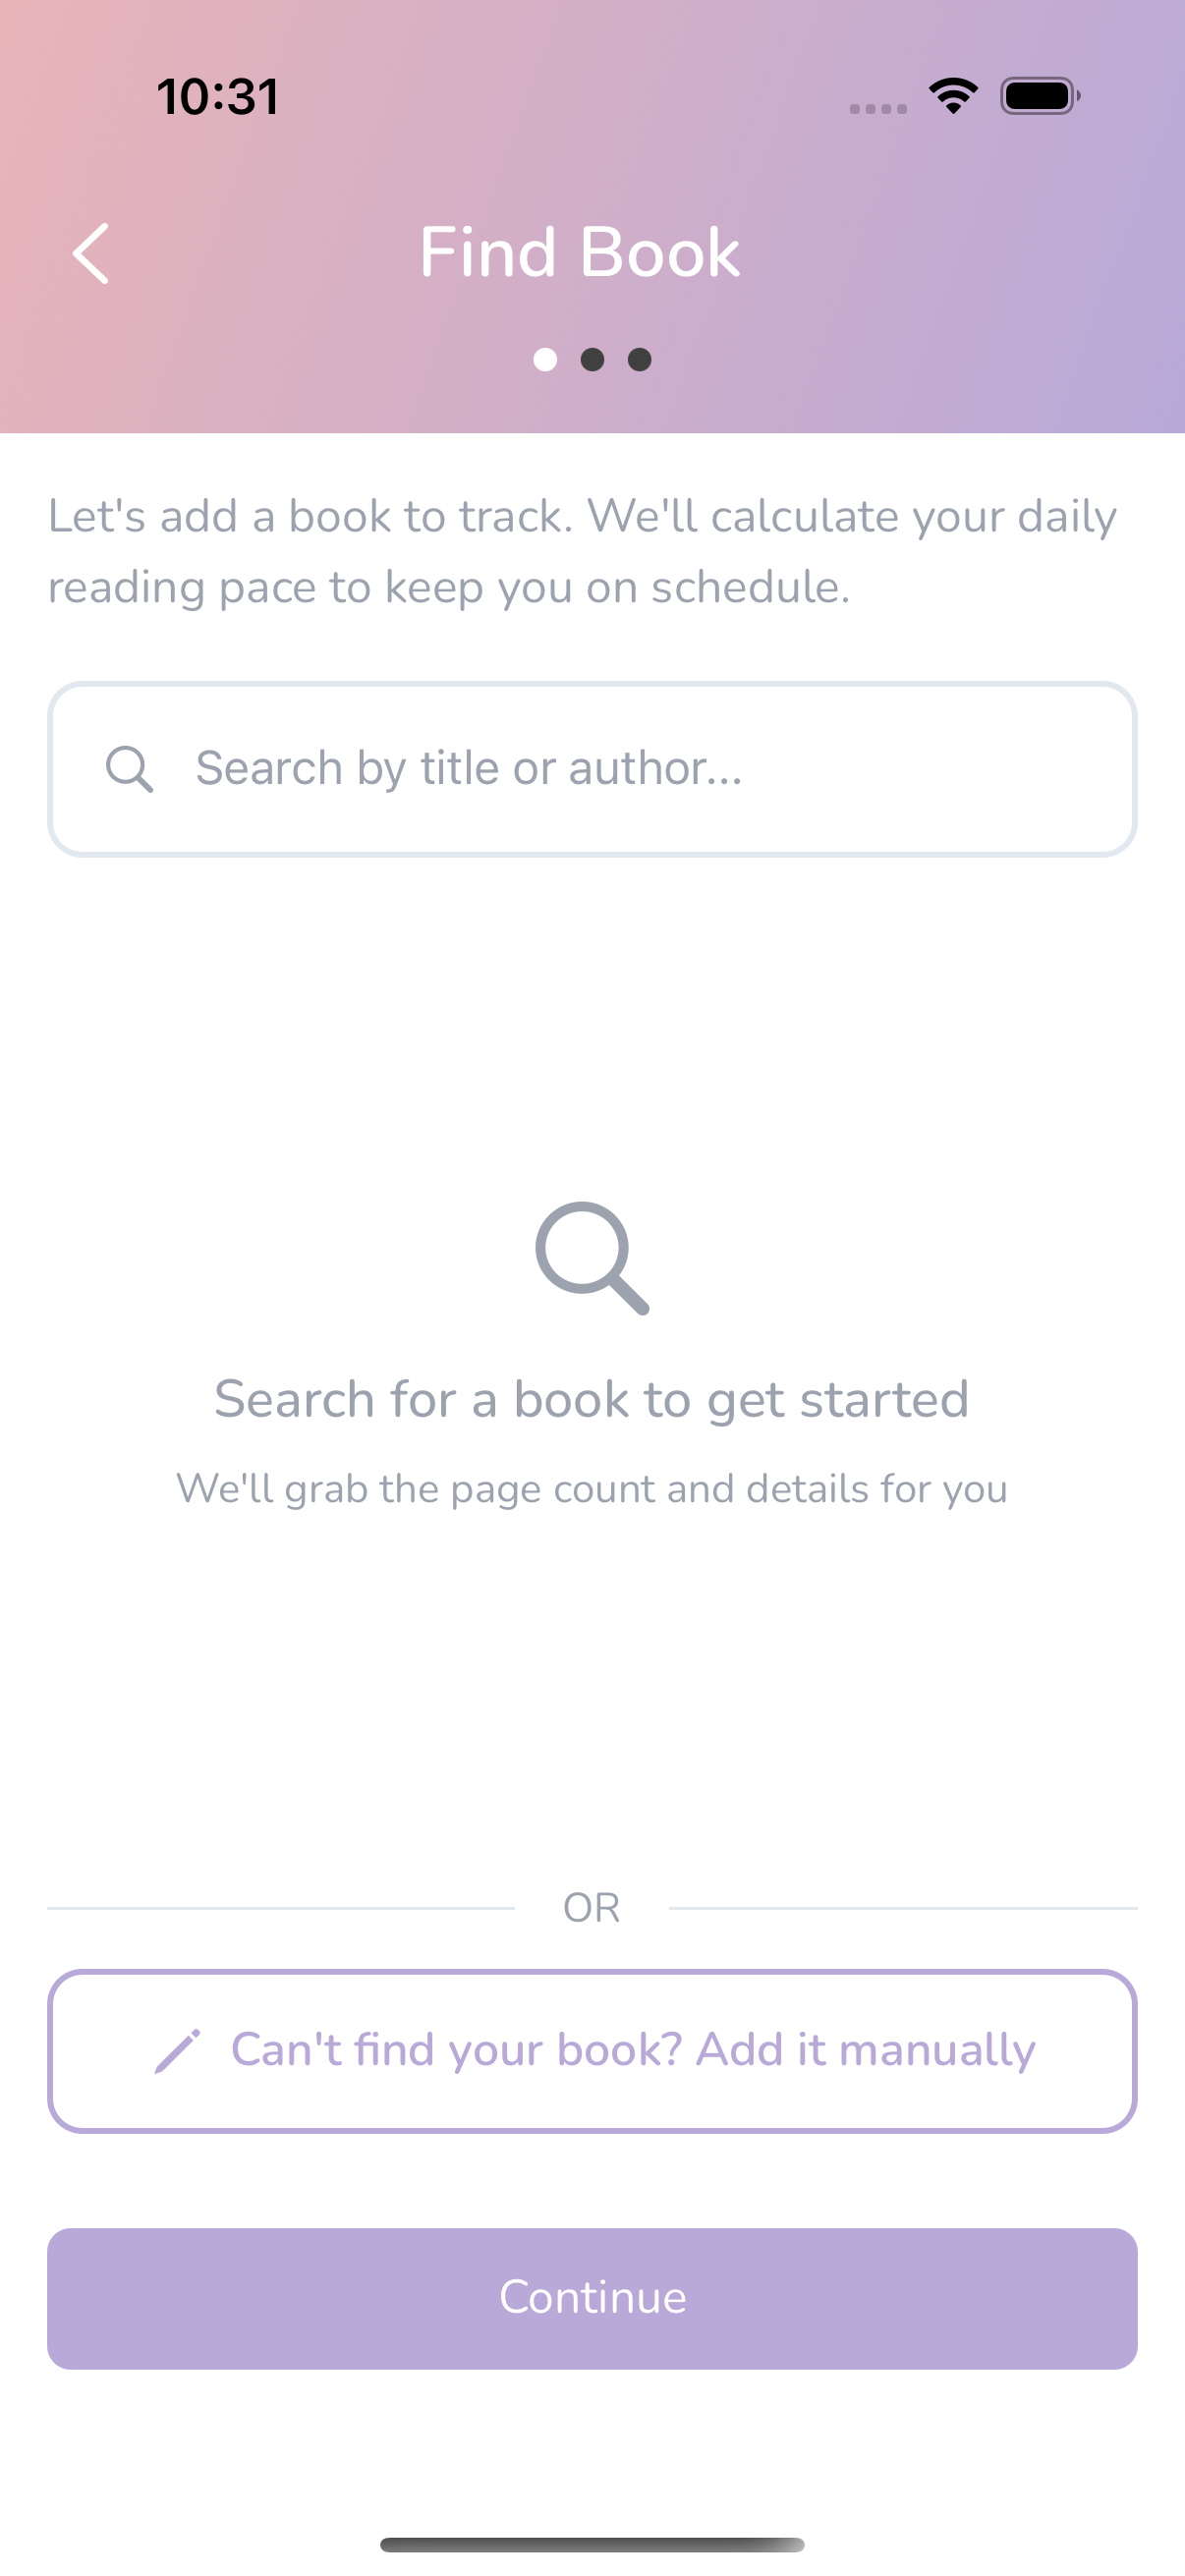 10:31
Find Book
Let's add a book to track. We'll calculate your daily
reading pace to keep you on schedule.
Search by title or author...
Search for a book to get started
We'll grab the page count and details for you
OR
Can't find your book? Add it manually
Continue